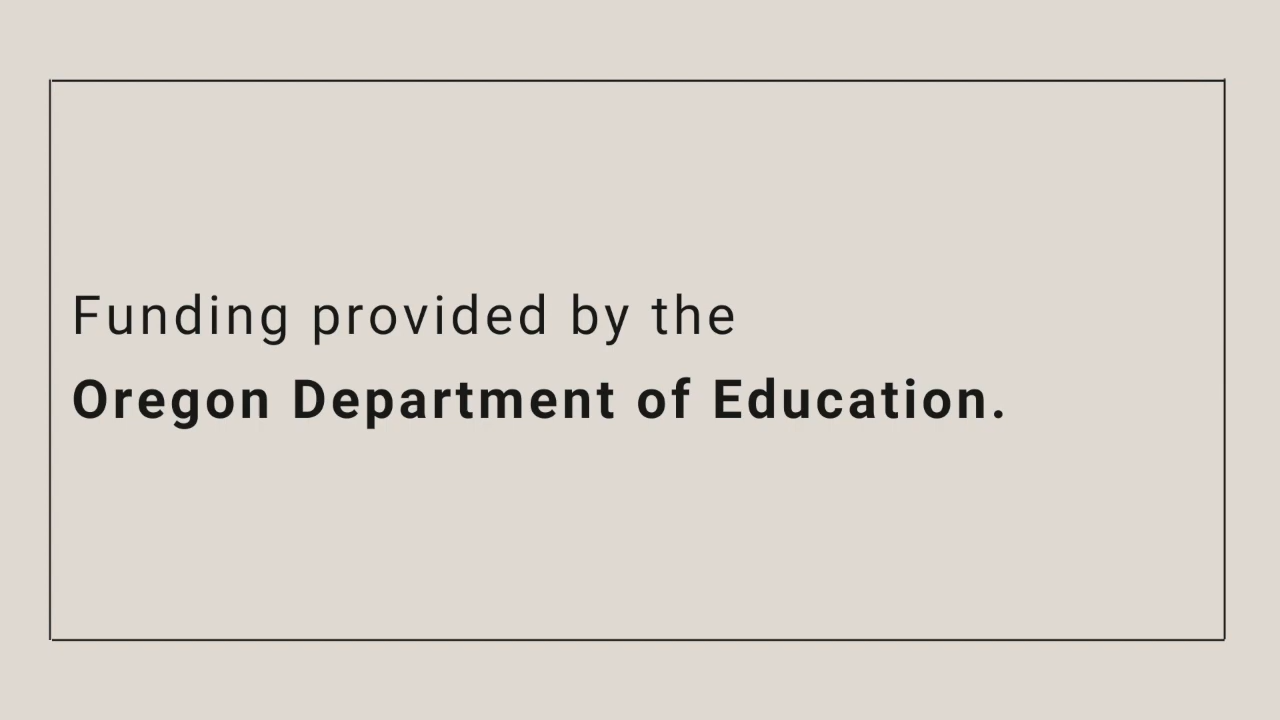 Funding provided by the
Oregon Department of Education.